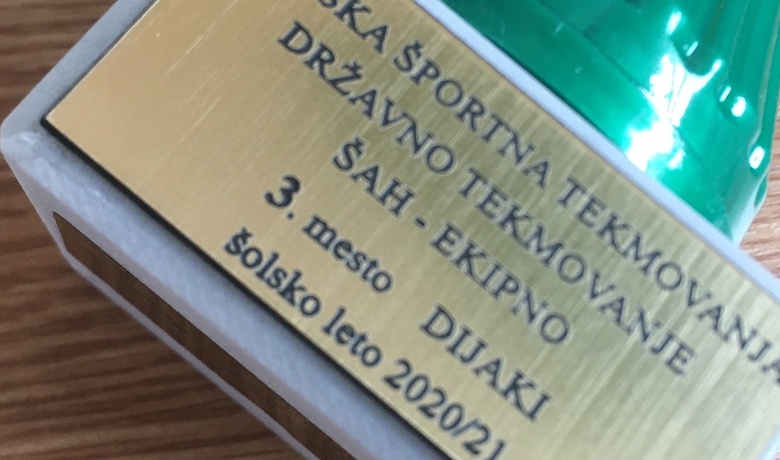 ŠPORTNA TEKMOVANJA
DRŽAVNO TEKMOVANJE
ŠAH - EKIPNO
3. mesto DIJAKI
šolsko leto 2020/21